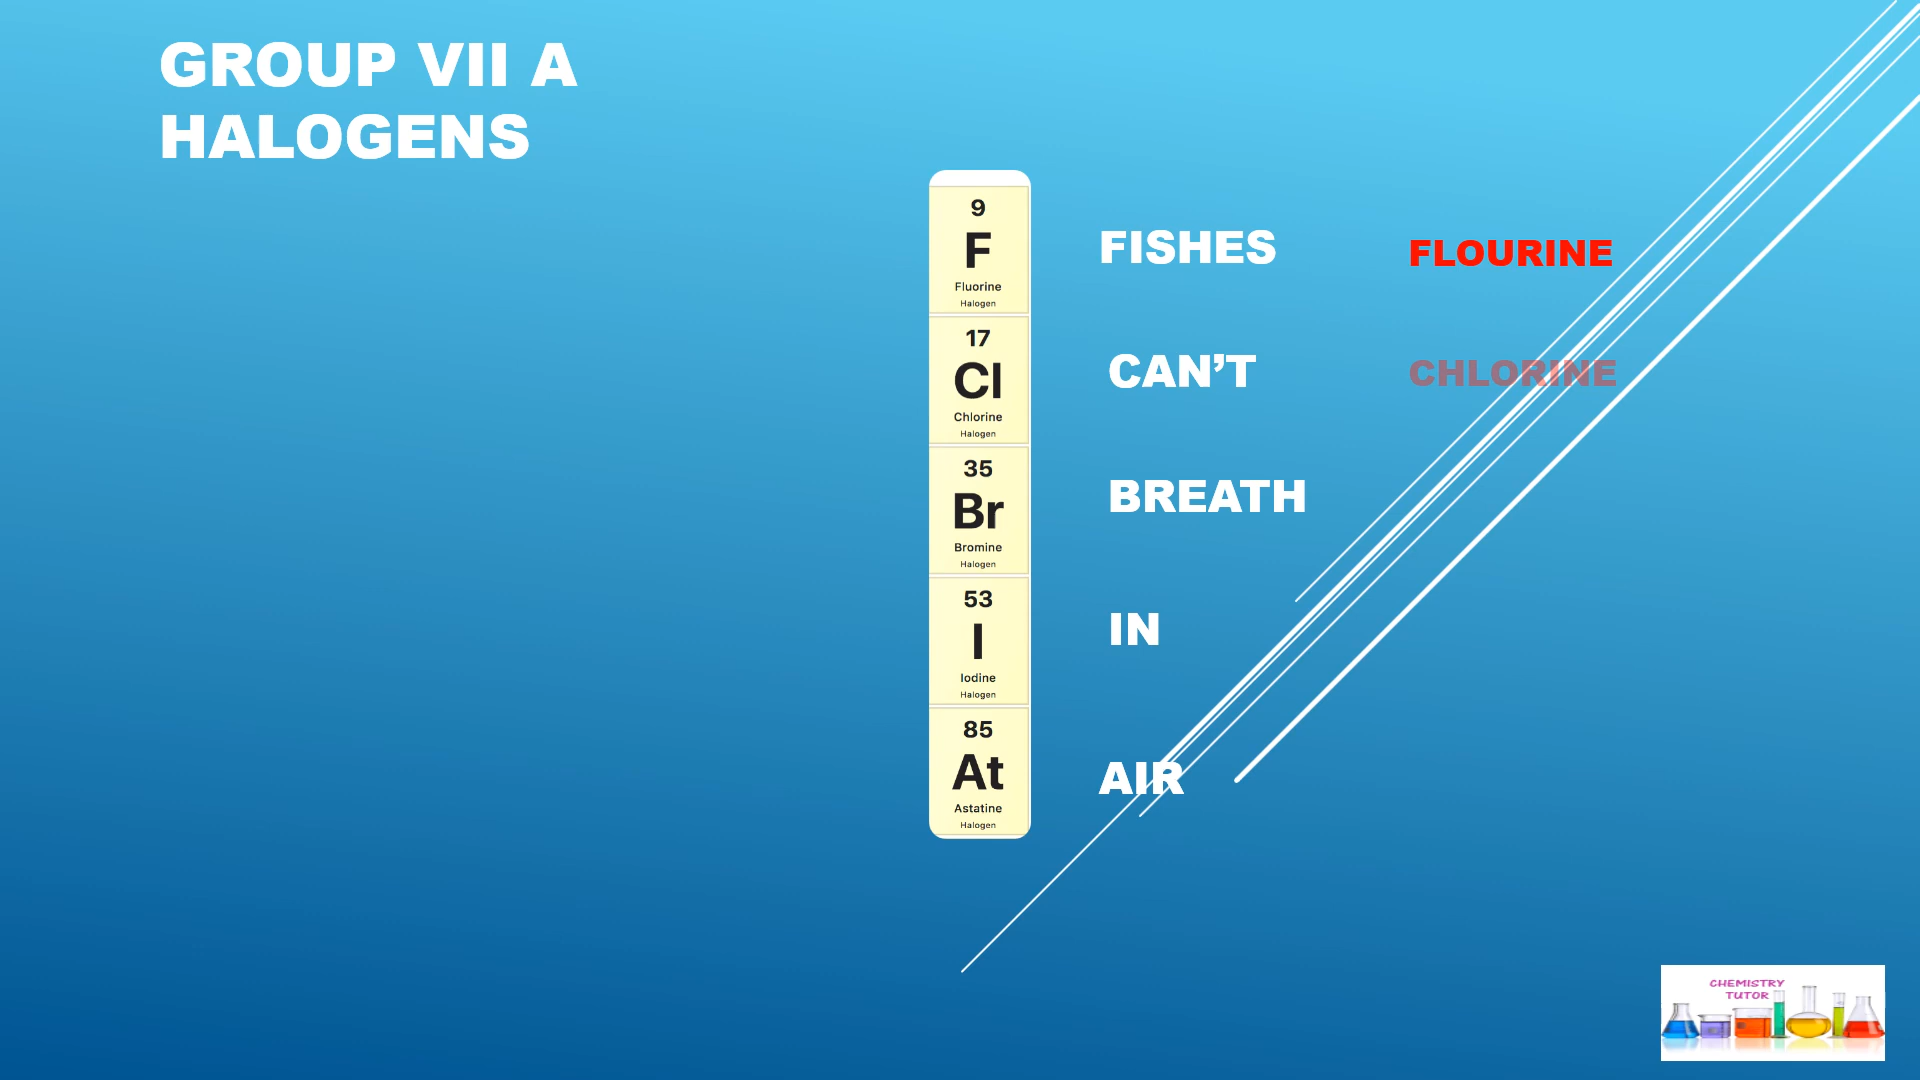 GROUP VII A
HALOGENS
9
F
Fluorine
Halogen
FISHES
FLOURINE
17
Cl
Chlorine
Halogen
CAN’T
CHLORINE
35
Br
Bromine
Halogen
BREATH
53
I
Iodine
Halogen
IN
85
At
Astatine
Halogen
AIR
CHEMISTRY
TUTOR